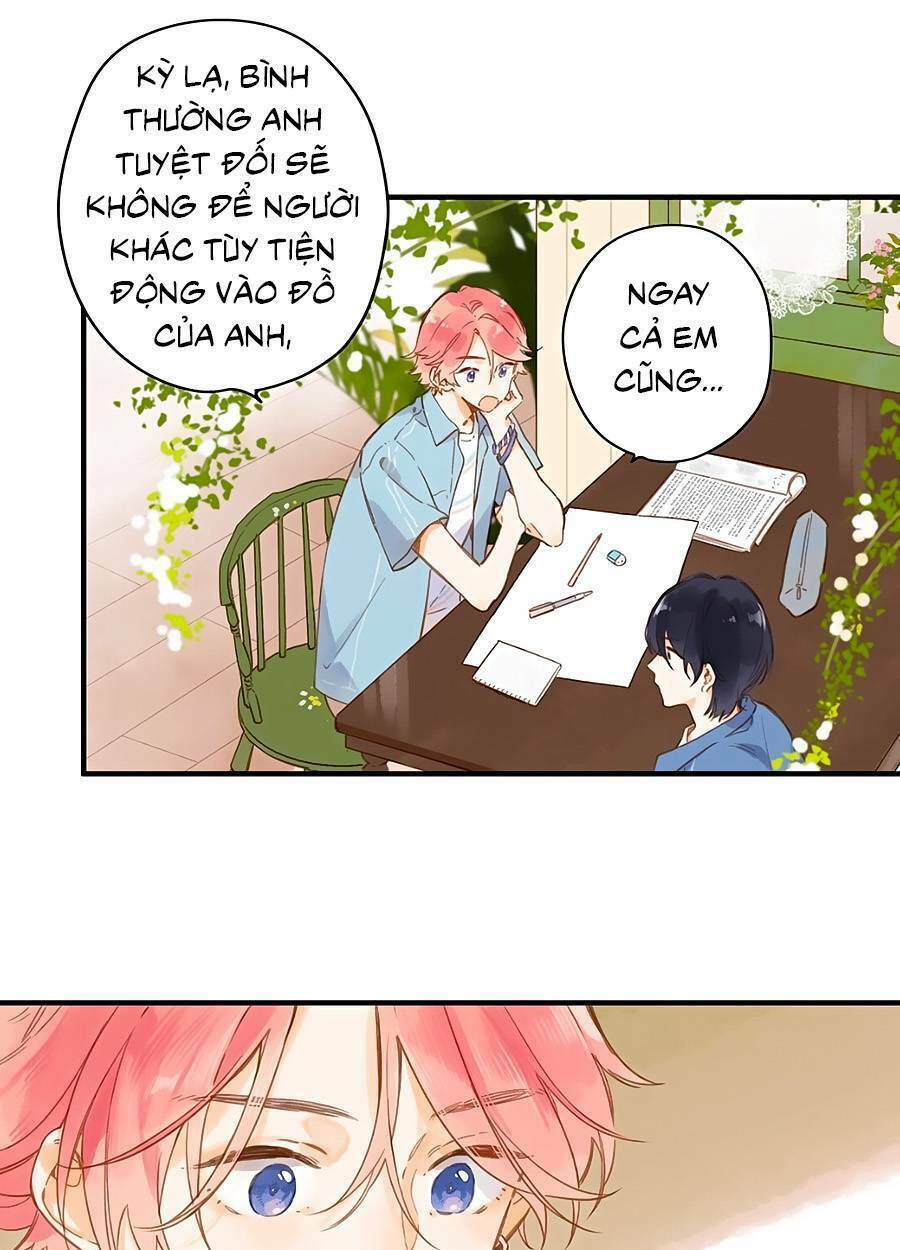 KỲ LẠ, BÌNH
THƯỜNG ANH
TUYỆT ĐỐI SẼ
KHÔNG ĐỂ NGƯỜI
KHÁC TÙY TIỆN
ĐỘNG VÀO ĐỒ
CỦA ANH,
NGAY
CẢ EM
CŨNG...